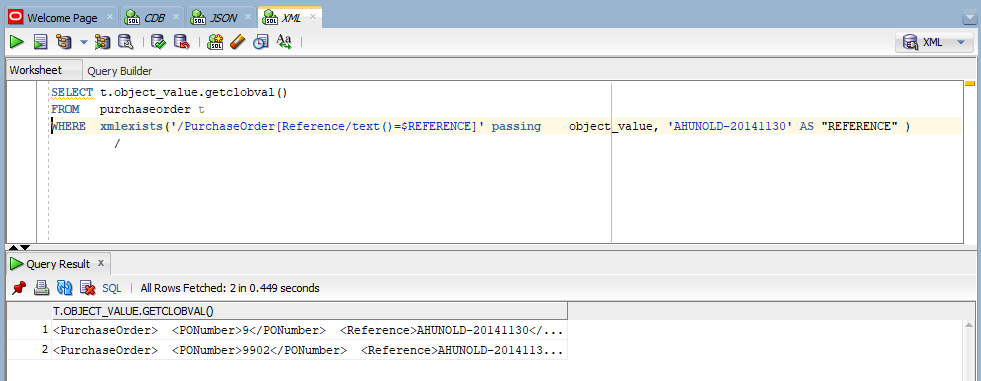 Welcome Page CDB JSON XML
XML
Worksheet Query Builder
SELECT t.object_value.getclobval()
FROM purchaseorder t
WHERE xmlexists('/PurchaseOrder[Reference/text()=$REFERENCE]' passing object_value, 'AHUNOLD-20141130' AS "REFERENCE" )
/
Query Result x
SQL | All Rows Fetched: 2 in 0.449 seconds
T.OBJECT_VALUE.GETCLOBVAL()
1 <PurchaseOrder> <PONumber>9</PONumber> <Reference>AHUNOLD-20141130</...
2 <PurchaseOrder> <PONumber>9902</PONumber> <Reference>AHUNOLD-2014113...